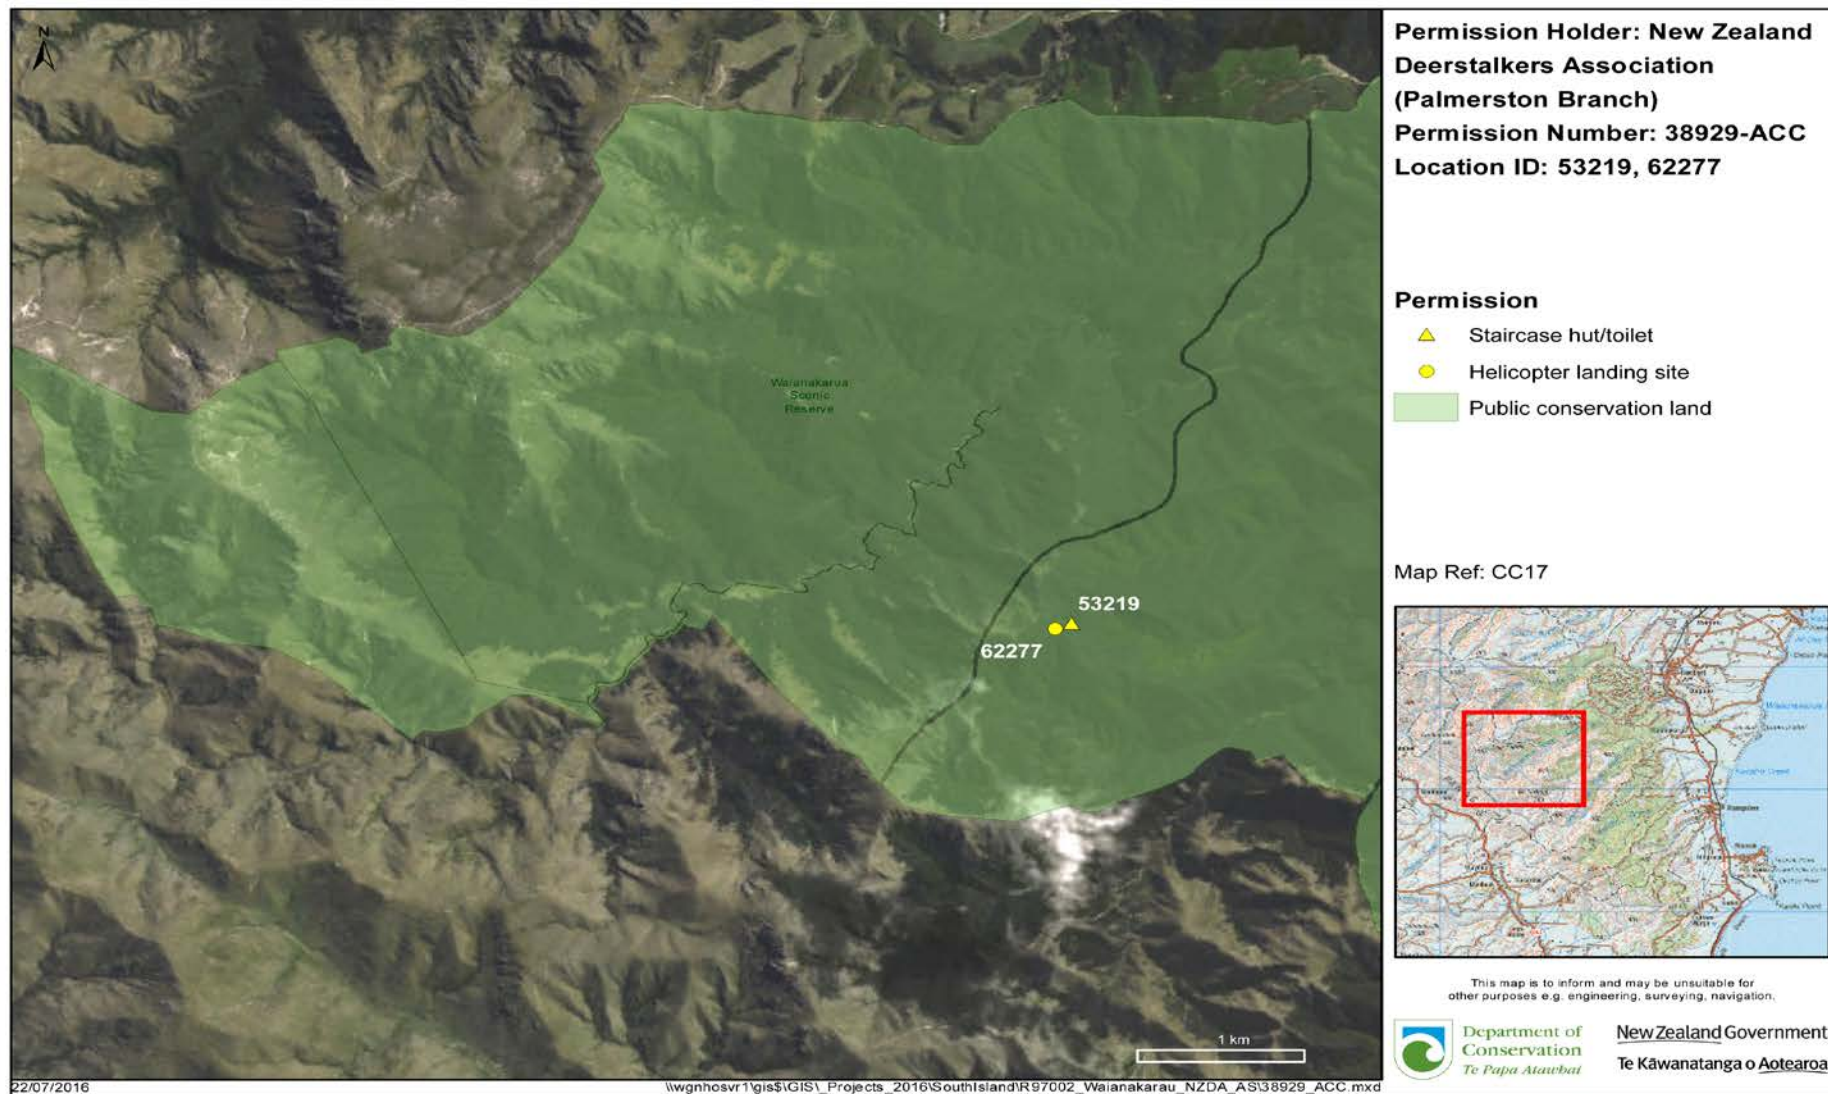 N
Permission Holder: New Zealand
Deerstalkers Association
(Palmerston Branch)
Permission Number: 38929-ACC
Location ID: 53219, 62277
Permission
Staircase hut/toilet
Helicopter landing site
Public conservation land
Waianakarua
Scenic
Reserve
53219
62277
Map Ref: CC17
1 km
This map is to inform and may be unsuitable for
other purposes e.g. engineering, surveying, navigation.
Department of
Conservation
Te Papa Atawhai
New Zealand Government
Te Kāwanatanga o Aotearoa
22/07/2016
\\wgnhosvr1\gis$\GIS\_Projects_2016\SouthIsland\R97002_Waianakarau_NZDA_AS\38929_ACC.mxd